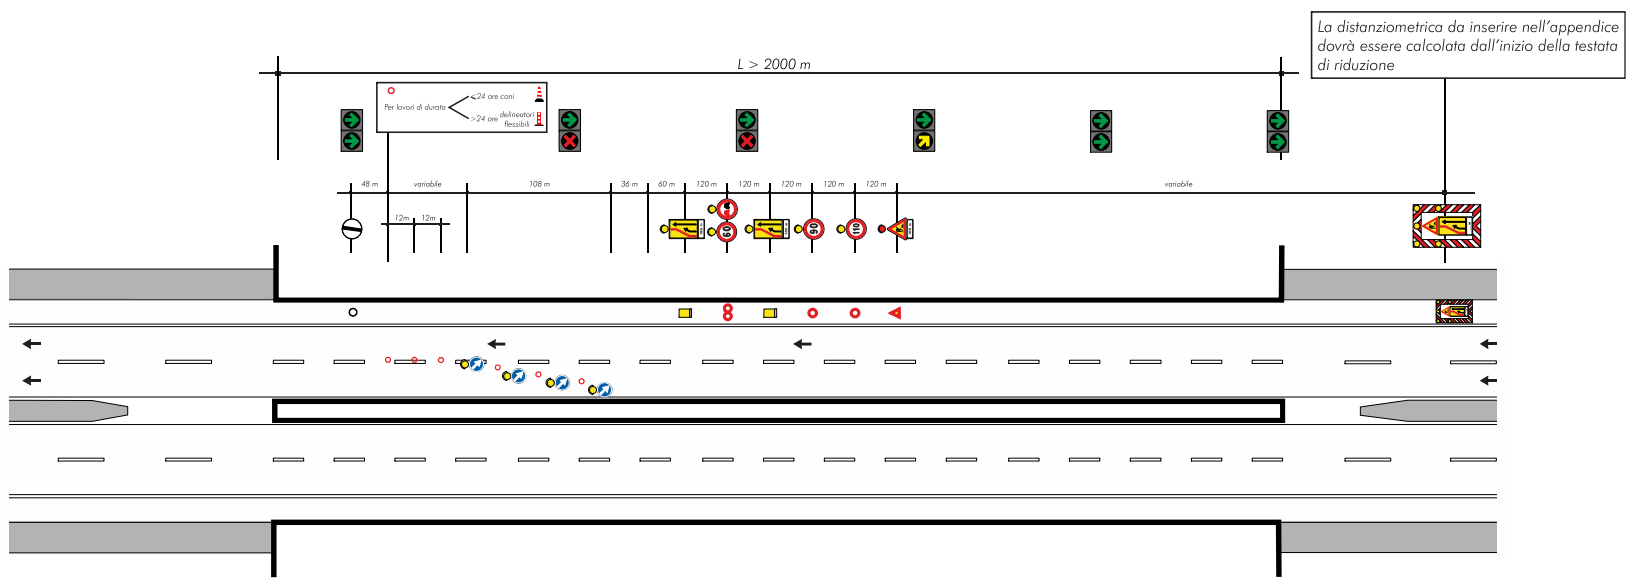 La distanziometrica da inserire nell'appendice
dovrà essere calcolata dall'inizio della testata
di riduzione
L > 2000 m
<24 ore coni
Per lavori di durata
>24 ore delineatori
flessibili
48 m variabile 108 m 36 m 60 m 120 m 120 m 120 m 120 m 120 m variabile
12m 12m
60 90 110